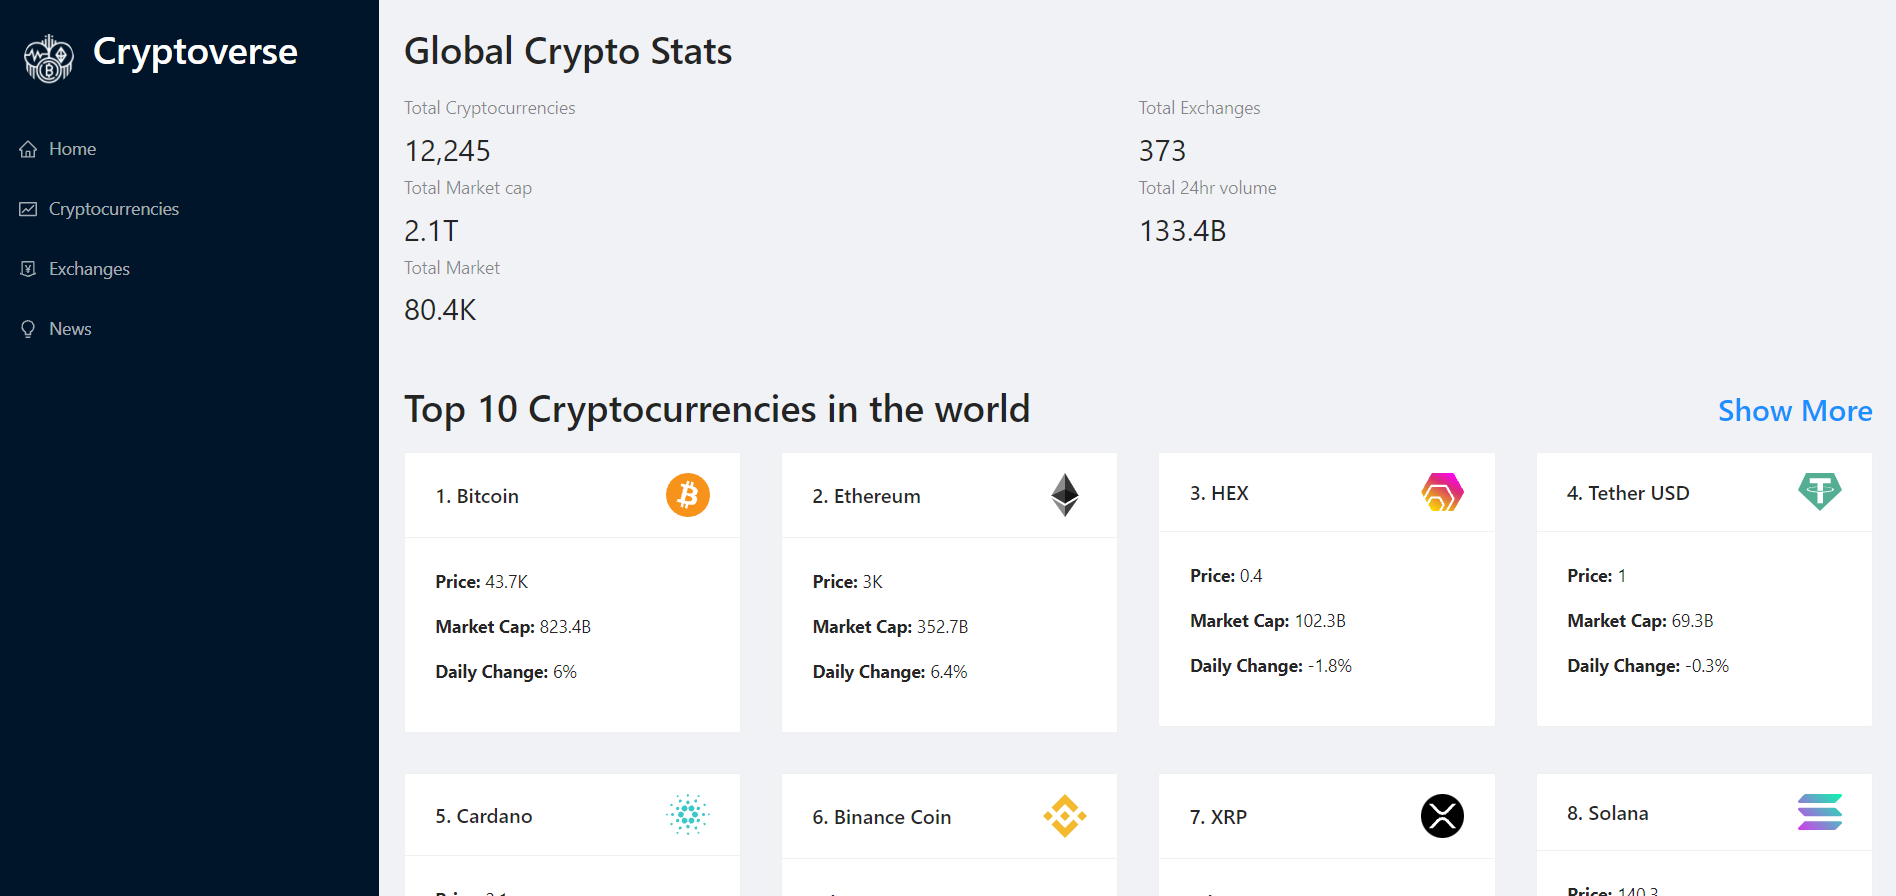 Cryptoverse
Home
Cryptocurrencies
Exchanges
News
Global Crypto Stats
Total Cryptocurrencies
12,245
Total Exchanges
373
Total Market cap
2.1T
Total 24hr volume
133.4B
Total Market
80.4K
Top 10 Cryptocurrencies in the world
Show More
1. Bitcoin
Price: 43.7K
Market Cap: 823.4B
Daily Change: 6%
2. Ethereum
Price: 3K
Market Cap: 352.7B
Daily Change: 6.4%
3. HEX
Price: 0.4
Market Cap: 102.3B
Daily Change: -1.8%
4. Tether USD
Price: 1
Market Cap: 69.3B
Daily Change: -0.3%
5. Cardano
6. Binance Coin
7. XRP
8. Solana
Price: 140.3